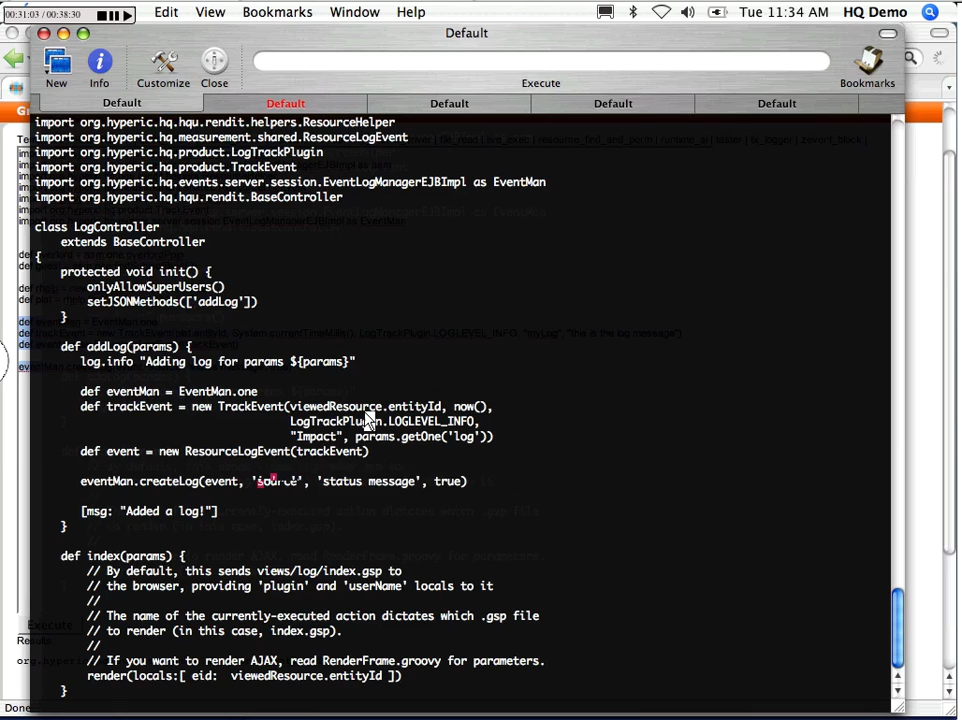 00:31:03 / 00:38:30
Edit View Bookmarks Window Help
Tue 11:34 AM HQ Demo
Default
New Info Customize Close Execute Bookmarks
Default Default Default Default Default
import org.hyperic.hq.hqu.rendit.helpers.ResourceHelper
import org.hyperic.hq.measurement.shared.ResourceLogEvent
import org.hyperic.hq.product.LogTrackPlugin
import org.hyperic.hq.product.TrackEvent
import org.hyperic.hq.events.server.session.EventLogManagerEJBImpl as EventMan
import org.hyperic.hq.hqu.rendit.BaseController
class LogController
extends BaseController
{
protected void init() {
onlyAllowSuperUsers()
setJSONMethods(['addLog'])
}
def addLog(params) {
log.info "Adding log for params ${params}"
def eventMan = EventMan.one
def trackEvent = new TrackEvent(viewedResource.entityId, now(),
LogTrackPlugin.LOGLEVEL_INFO,
"Impact", params.getOne('log'))
def event = new ResourceLogEvent(trackEvent)
eventMan.createLog(event, 'source', 'status message', true)
[msg: "Added a log!"]
}
def index(params) {
// By default, this sends views/log/index.gsp to
// the browser, providing 'plugin' and 'userName' locals to it
//
// The name of the currently-executed action dictates which .gsp file
// to render (in this case, index.gsp).
//
// If you want to render AJAX, read RenderFrame.groovy for parameters.
render(locals:[ eid: viewedResource.entityId ])
}
Execute
Results
Done